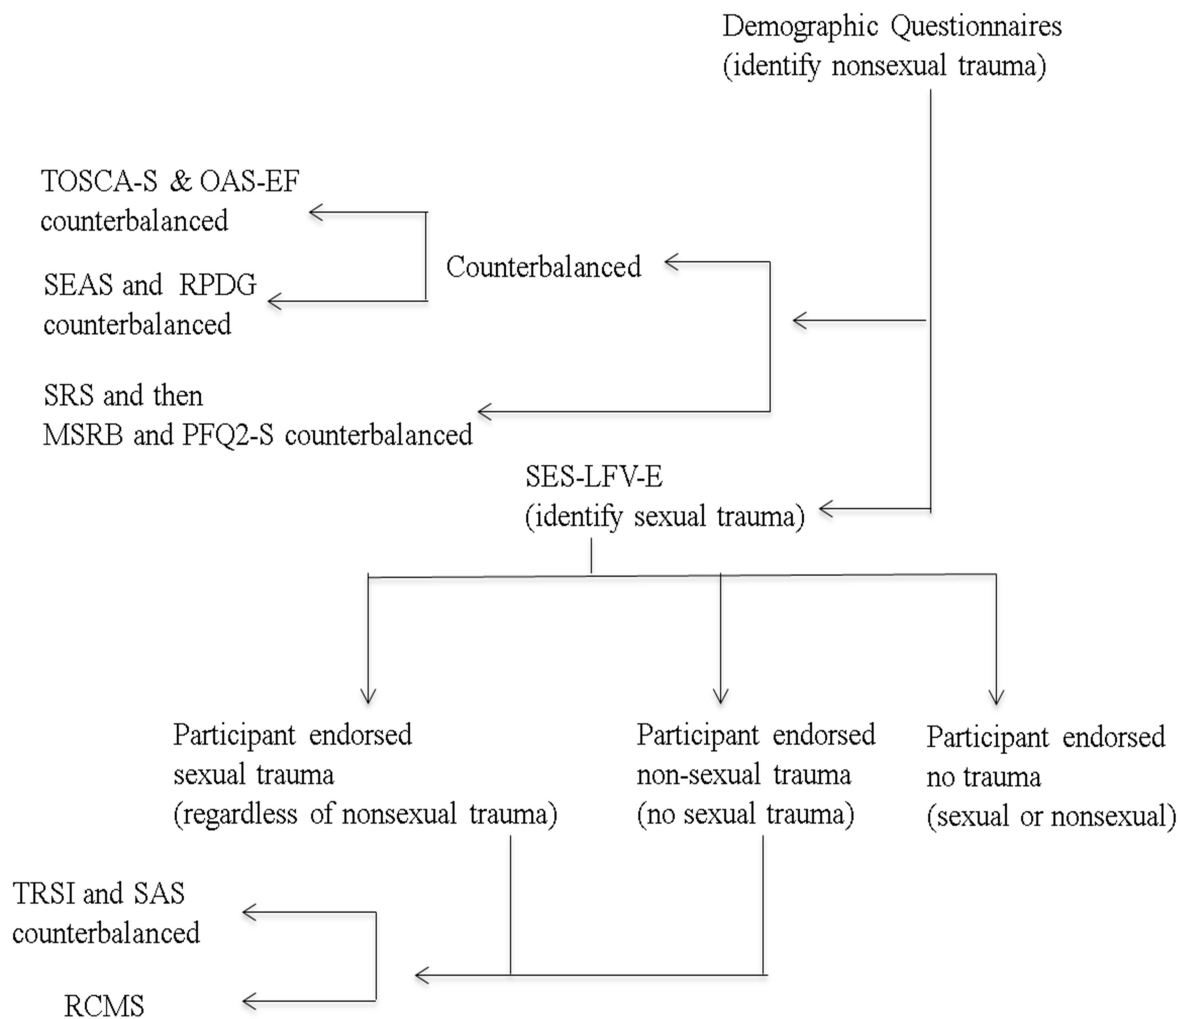 Demographic Questionnaires
(identify nonsexual trauma)
TOSCA-S & OAS-EF
counterbalanced
Counterbalanced
SEAS and RPDG
counterbalanced
SRS and then
MSRB and PFQ2-S counterbalanced
SES-LFV-E
(identify sexual trauma)
Participant endorsed
sexual trauma
(regardless of nonsexual trauma)
Participant endorsed
non-sexual trauma
(no sexual trauma)
Participant endorsed
no trauma
(sexual or nonsexual)
TRSI and SAS
counterbalanced
RCMS